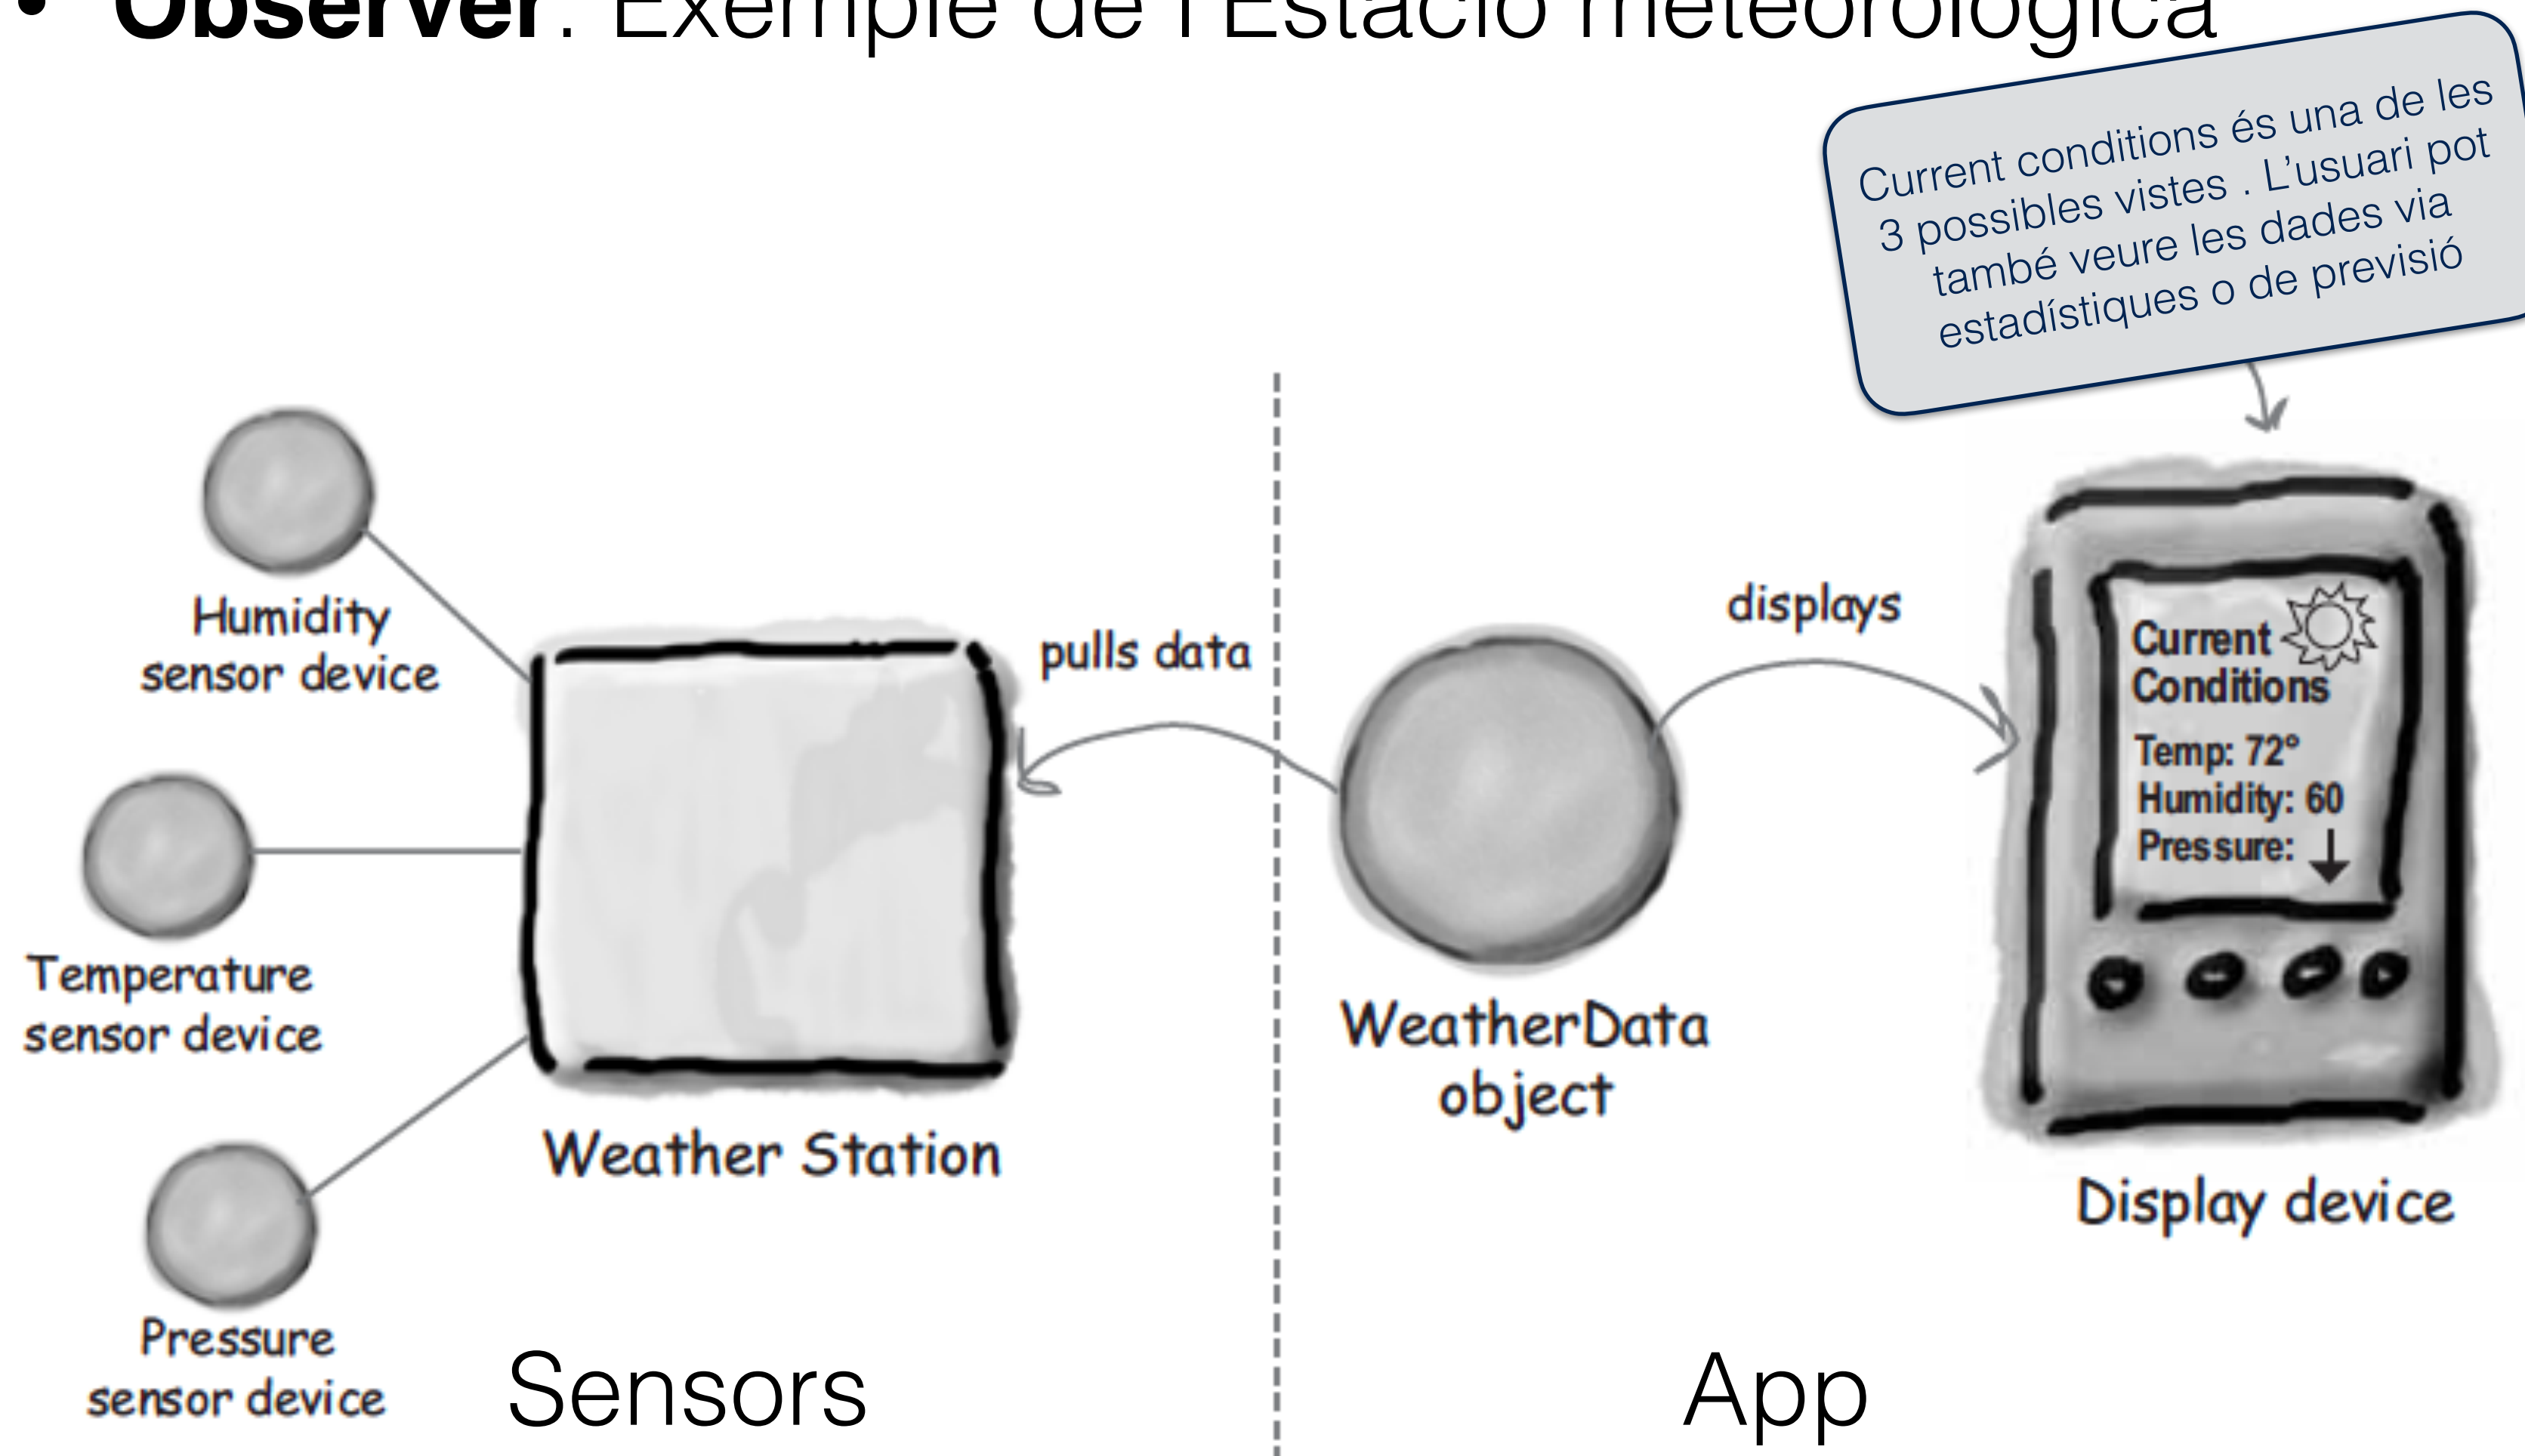 • Observer: Exemple de l'Estació meteorològica
Current conditions és una de les
3 possibles vistes . L'usuari pot
també veure les dades via
estadístiques o de previsió
Humidity
sensor device
Temperature
sensor device
Pressure
sensor device
Weather Station
Sensors
pulls data
WeatherData
object
displays
Current
Conditions
Temp: 72°
Humidity: 60
Pressure:
Display device
App